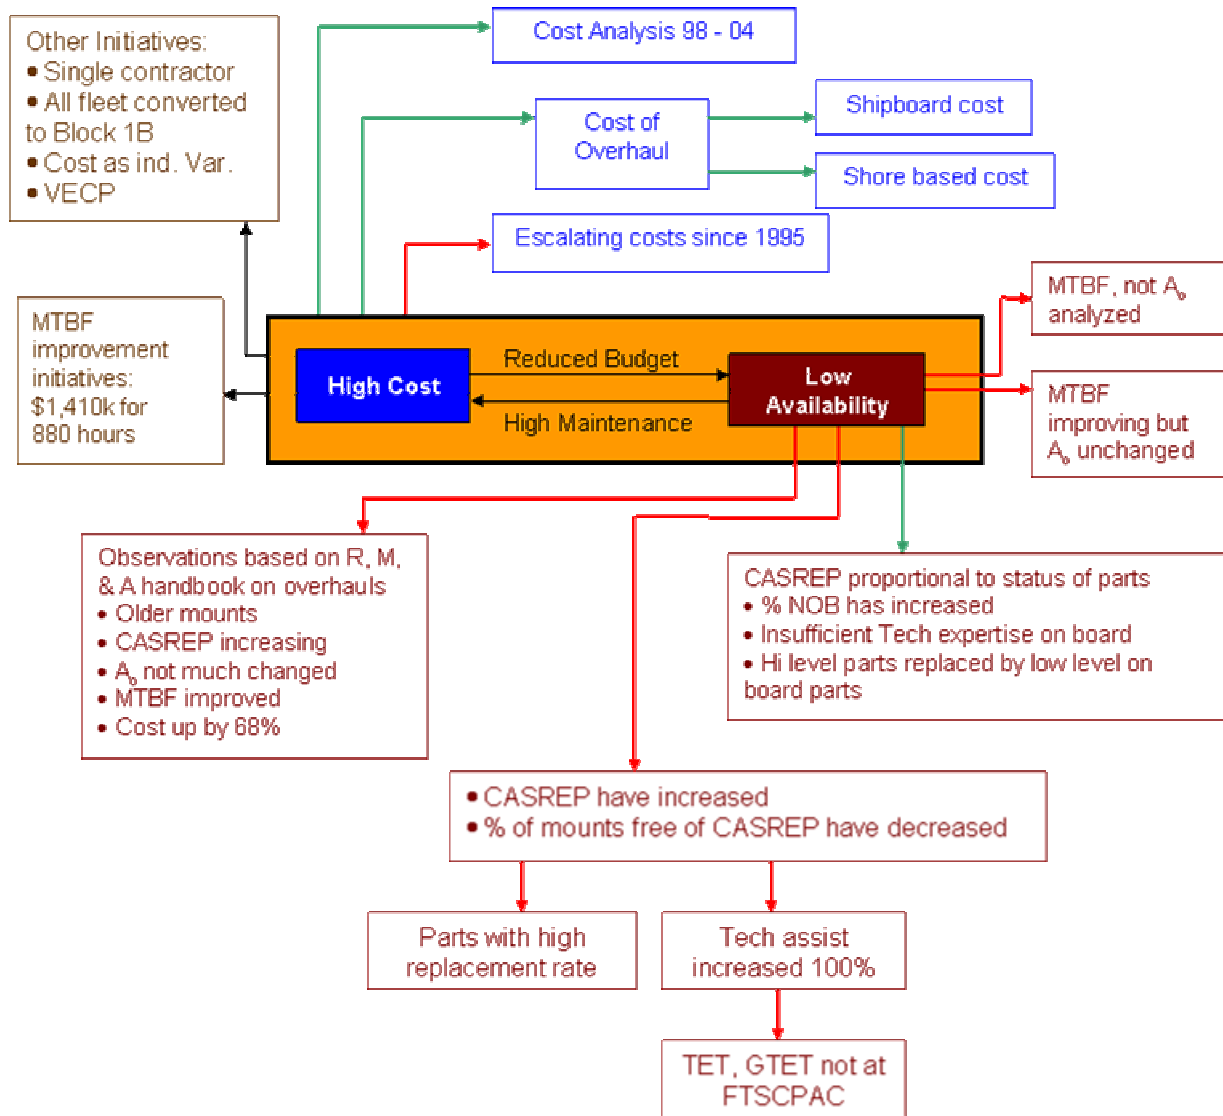 Other Initiatives:
• Single contractor
• All fleet converted
to Block 1B
• Cost as ind. Var.
• VECP
Cost Analysis 98 - 04
Cost of
Overhaul
Shipboard cost
Shore based cost
Escalating costs since 1995
MTBF
improvement
initiatives:
$1,410k for
880 hours
High Cost
Reduced Budget
High Maintenance
Low
Availability
MTBF, not Ao
analyzed
MTBF
improving but
Ao unchanged
Observations based on R, M,
& A handbook on overhauls
• Older mounts
• CASREP increasing
• Ao not much changed
• MTBF improved
• Cost up by 68%
CASREP proportional to status of parts
• % NOB has increased
• Insufficient Tech expertise on board
• Hi level parts replaced by low level on
board parts
• CASREP have increased
• % of mounts free of CASREP have decreased
Parts with high
replacement rate
Tech assist
increased 100%
TET, GTET not at
FTSCPAC